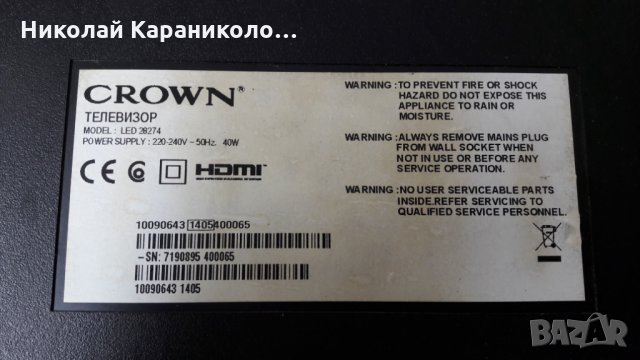 Николай Караниколо...
CROWN®
ТЕЛЕВИЗОР
MODEL : LED 28274
POWER SUPPLY : 220-240V ~ 50Hz. 40W
CE HDMI
10090643 1405400065
-SN: 7190895 400065
10090643 1405
WARNING :TO PREVENT FIRE OR SHOCK
HAZARD DO NOT EXPOSE THIS
APPLIANCE TO RAIN OR
MOISTURE.
WARNING :ALWAYS REMOVE MAINS PLUG
FROM WALL SOCKET WHEN
NOT IN USE OR BEFORE ANY
SERVICE OPERATION.
WARNING :NO USER SERVICEABLE PARTS
INSIDE,REFER SERVICING TO
QUALIFIED SERVICE PERSONNEL.
BAZAR